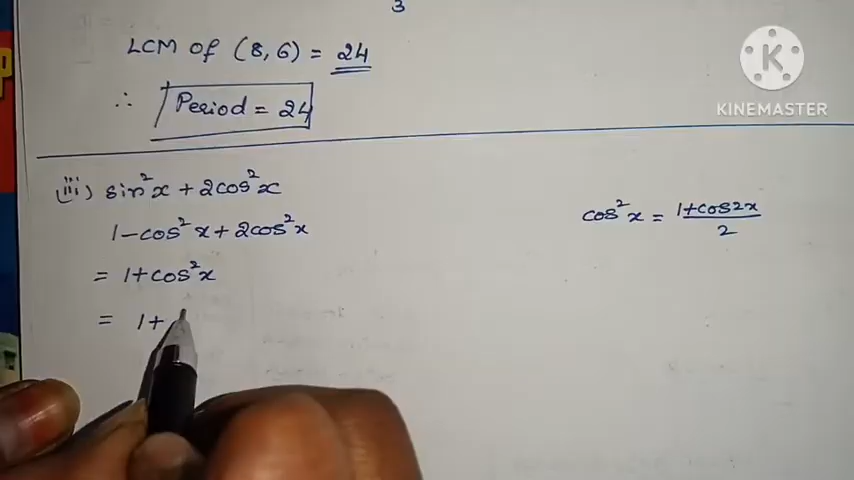 3
LCM of (8,6) = 24
∴ Period = 24
KINEMASTER
(iii) sin²x + 2cos²x
1 - cos²x + 2cos²x
cos²x = 1+cos2x / 2
= 1 + cos²x
= 1 +